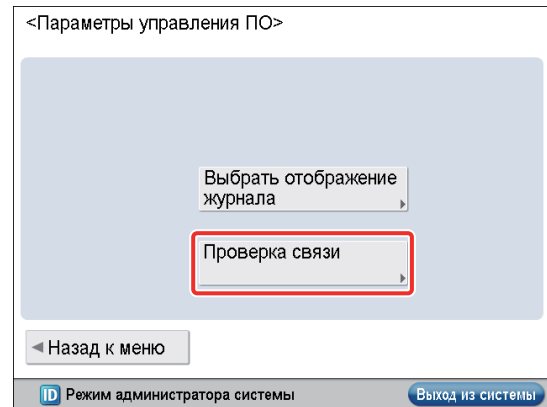 <Параметры управления ПО>
Выбрать отображение
журнала
Проверка связи
Назад к меню
ID Режим администратора системы
Выход из системы